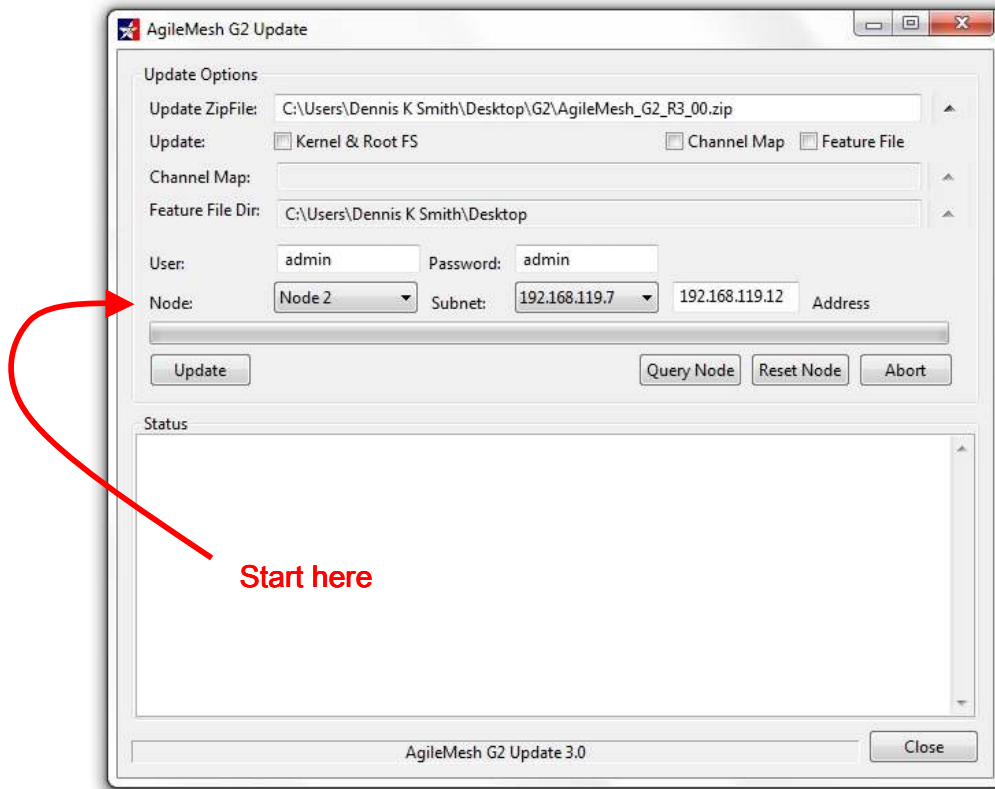 AgileMesh G2 Update
Update Options
Update ZipFile: C:\Users\Dennis K Smith\Desktop\G2\AgileMesh_G2_R3_00.zip
Update: Kernel & Root FS Channel Map Feature File
Channel Map:
Feature File Dir: C:\Users\Dennis K Smith\Desktop
User: admin Password: admin
Node: Node 2 Subnet: 192.168.119.7 192.168.119.12 Address
Update Query Node Reset Node Abort
Status
Start here
AgileMesh G2 Update 3.0 Close